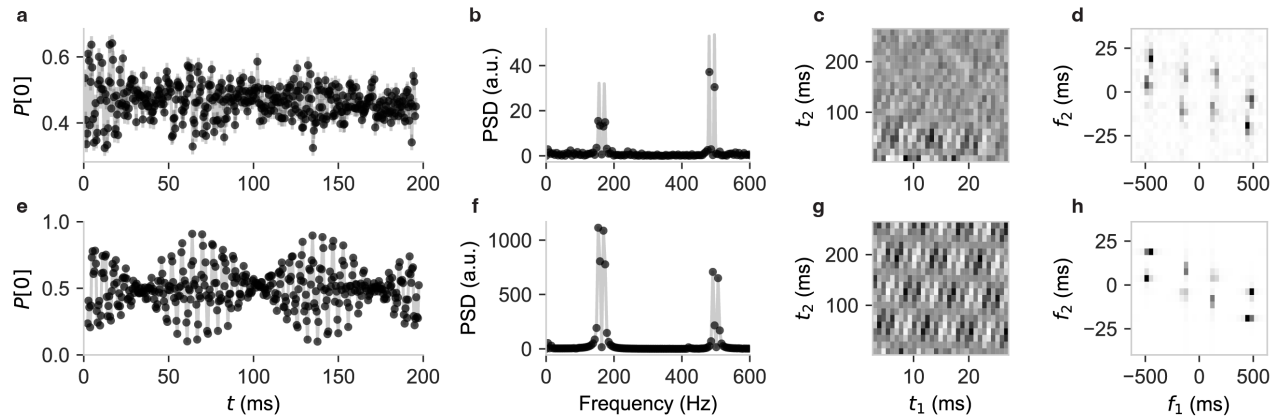 a
b
c
d
P[0]
0.6
0.4
0
50
100
150
200
PSD (a.u.)
40
20
0
0
200
400
600
t₂ (ms)
200
100
10
20
f₂ (ms)
25
0
−25
−500
0
500
e
f
g
h
P[0]
1.0
0.5
0.0
0
50
100
150
200
t (ms)
PSD (a.u.)
1000
500
0
0
200
400
600
Frequency (Hz)
t₂ (ms)
200
100
10
20
t₁ (ms)
f₂ (ms)
25
0
−25
−500
0
500
f₁ (ms)